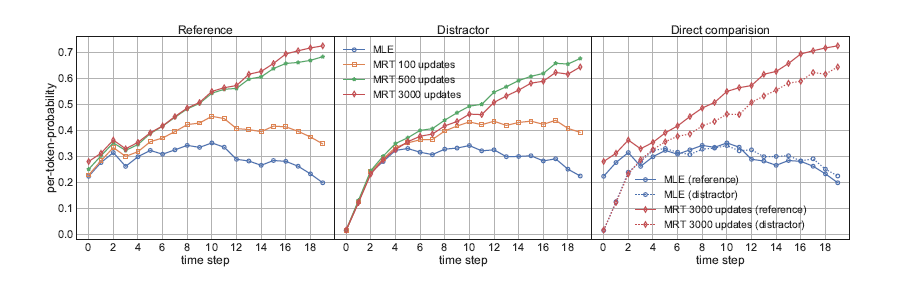 Reference
Distractor
Direct comparision
per-token-probability
0.7
0.6
0.5
0.4
0.3
0.2
0.1
0.0
MLE
MRT 100 updates
MRT 500 updates
MRT 3000 updates
MLE (reference)
MLE (distractor)
MRT 3000 updates (reference)
MRT 3000 updates (distractor)
0 2 4 6 8 10 12 14 16 18
0 2 4 6 8 10 12 14 16 18
0 2 4 6 8 10 12 14 16 18
time step
time step
time step